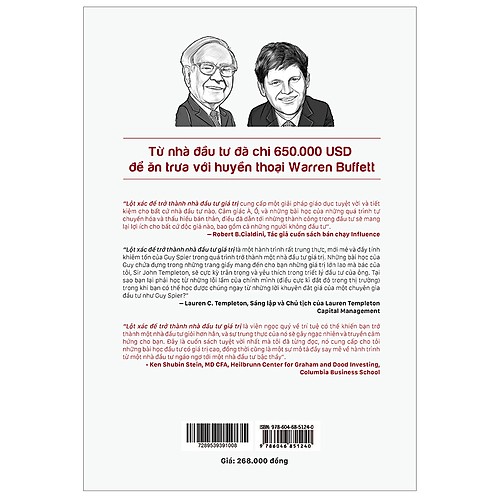 Từ nhà đầu tư đã chi 650.000 USD
để ăn trưa với huyền thoại Warren Buffett
“Lột xác để trở thành nhà đầu tư giá trị cung cấp một giải pháp giáo dục tuyệt vời và tiết
kiệm cho bất cứ nhà đầu tư nào. Cảm giác À, Ồ, và những bài học của những quá trình tự
chuyển hóa và thấu hiểu bản thân, điều đã dẫn tới những thành công trong đầu tư sẽ mang
lại lợi ích cho bất cứ độc giả nào, bao gồm cả những người không đầu tư”.
— Robert B.Cialdini, Tác giả cuốn sách bán chạy Influence
“Lột xác để trở thành nhà đầu tư giá trị là một hành trình rất trung thực, mới mẻ và đầy tính
khiêm tốn của Guy Spier trong quá trình trở thành một nhà đầu tư giá trị. Những bài học của
Guy chứa đựng trong những trang giấy mang đến cho bạn những giá trị lớn lao mà bác của
tôi, Sir John Templeton, sẽ cực kỳ trân trọng và yêu thích trong triết lý đầu tư của ông. Tại
sao bạn lại phải học từ những lỗi lầm của chính mình (điều cực kì đắt đỏ trong thị trường)
trong khi bạn có thể học được chúng ngay từ những lời khuyên đắt giá của một chuyên gia
đầu tư như Guy Spier?”
— Lauren C. Templeton, Sáng lập và Chủ tịch của Lauren Templeton
Capital Management
“Lột xác để trở thành nhà đầu tư giá trị là viên ngọc quý về trí tuệ có thể khiến bạn trở
thành một nhà đầu tư giỏi hơn hẳn, và sự trung thực của nó sẽ gây ngạc nhiên và truyền cảm
hứng cho bạn. Đây là cuốn sách tuyệt vời nhất mà tôi đã từng đọc, nó cung cấp cho tôi
những bài học đầu tư có giá trị cao, đồng thời cũng là một sự mô tả đầy say mê về hành trình
từ một nhà đầu tư ngáo ngơ tới một nhà đầu tư bậc thầy”.
- Ken Shubin Stein, MD CFA, Heilbrunn Center for Graham and Dodd Investing,
Columbia Business School
ISBN: 978-604-68-5124-0
7289539391008
9 786046 851240
Giá: 268.000 đồng